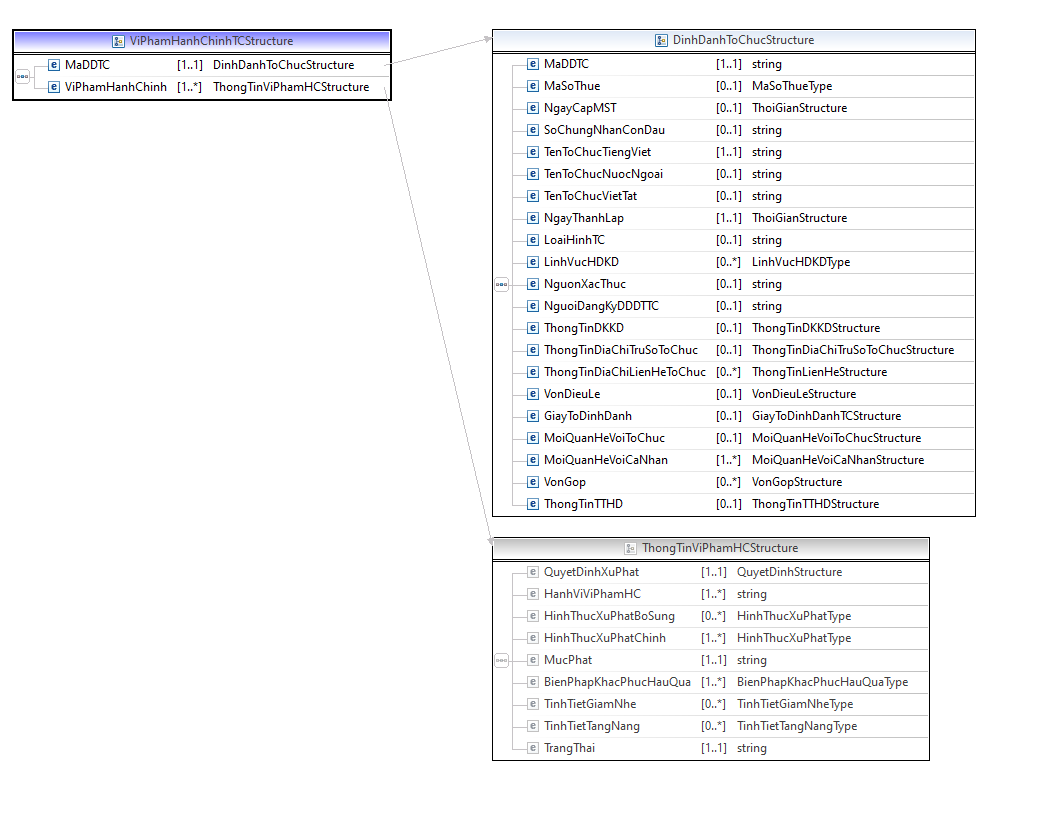 ViPhamHanhChinhTCStructure
MaDDTC [1..1] DinhDanhToChucStructure
ViPhamHanhChinh [1..*] ThongTinViPhamHCStructure
DinhDanhToChucStructure
MaDDTC [1..1] string
MaSoThue [0..1] MaSoThueType
NgayCapMST [0..1] ThoiGianStructure
SoChungNhanConDau [0..1] string
TenToChucTiengViet [1..1] string
TenToChucNuocNgoai [0..1] string
TenToChucVietTat [0..1] string
NgayThanhLap [1..1] ThoiGianStructure
LoaiHinhTC [0..1] string
LinhVucHDKD [0..*] LinhVucHDKDType
NguonXacThuc [0..1] string
NguoiDangKyDDDTTC [0..1] string
ThongTinDKKD [0..1] ThongTinDKKDStructure
ThongTinDiaChiTruSoToChuc [0..1] ThongTinDiaChiTruSoToChucStructure
ThongTinDiaChiLienHeToChuc [0..*] ThongTinLienHeStructure
VonDieuLe [0..1] VonDieuLeStructure
GiayToDinhDanh [0..1] GiayToDinhDanhTCStructure
MoiQuanHeVoiToChuc [0..1] MoiQuanHeVoiToChucStructure
MoiQuanHeVoiCaNhan [1..*] MoiQuanHeVoiCaNhanStructure
VonGop [0..*] VonGopStructure
ThongTinTTHD [0..1] ThongTinTTHDStructure
ThongTinViPhamHCStructure
QuyetDinhXuPhat [1..1] QuyetDinhStructure
HanhViViPhamHC [1..*] string
HinhThucXuPhatBoSung [0..*] HinhThucXuPhatType
HinhThucXuPhatChinh [1..*] HinhThucXuPhatType
MucPhat [1..1] string
BienPhapKhacPhucHauQua [1..*] BienPhapKhacPhucHauQuaType
TinhTietGiamNhe [0..*] TinhTietGiamNheType
TinhTietTangNang [0..*] TinhTietTangNangType
TrangThai [1..1] string